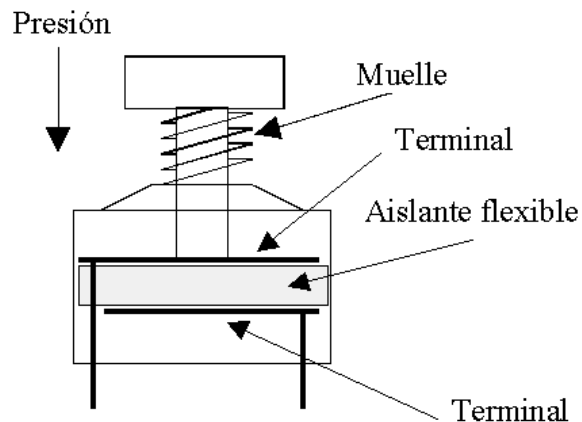 Presión
Muelle
Terminal
Aislante flexible
Terminal